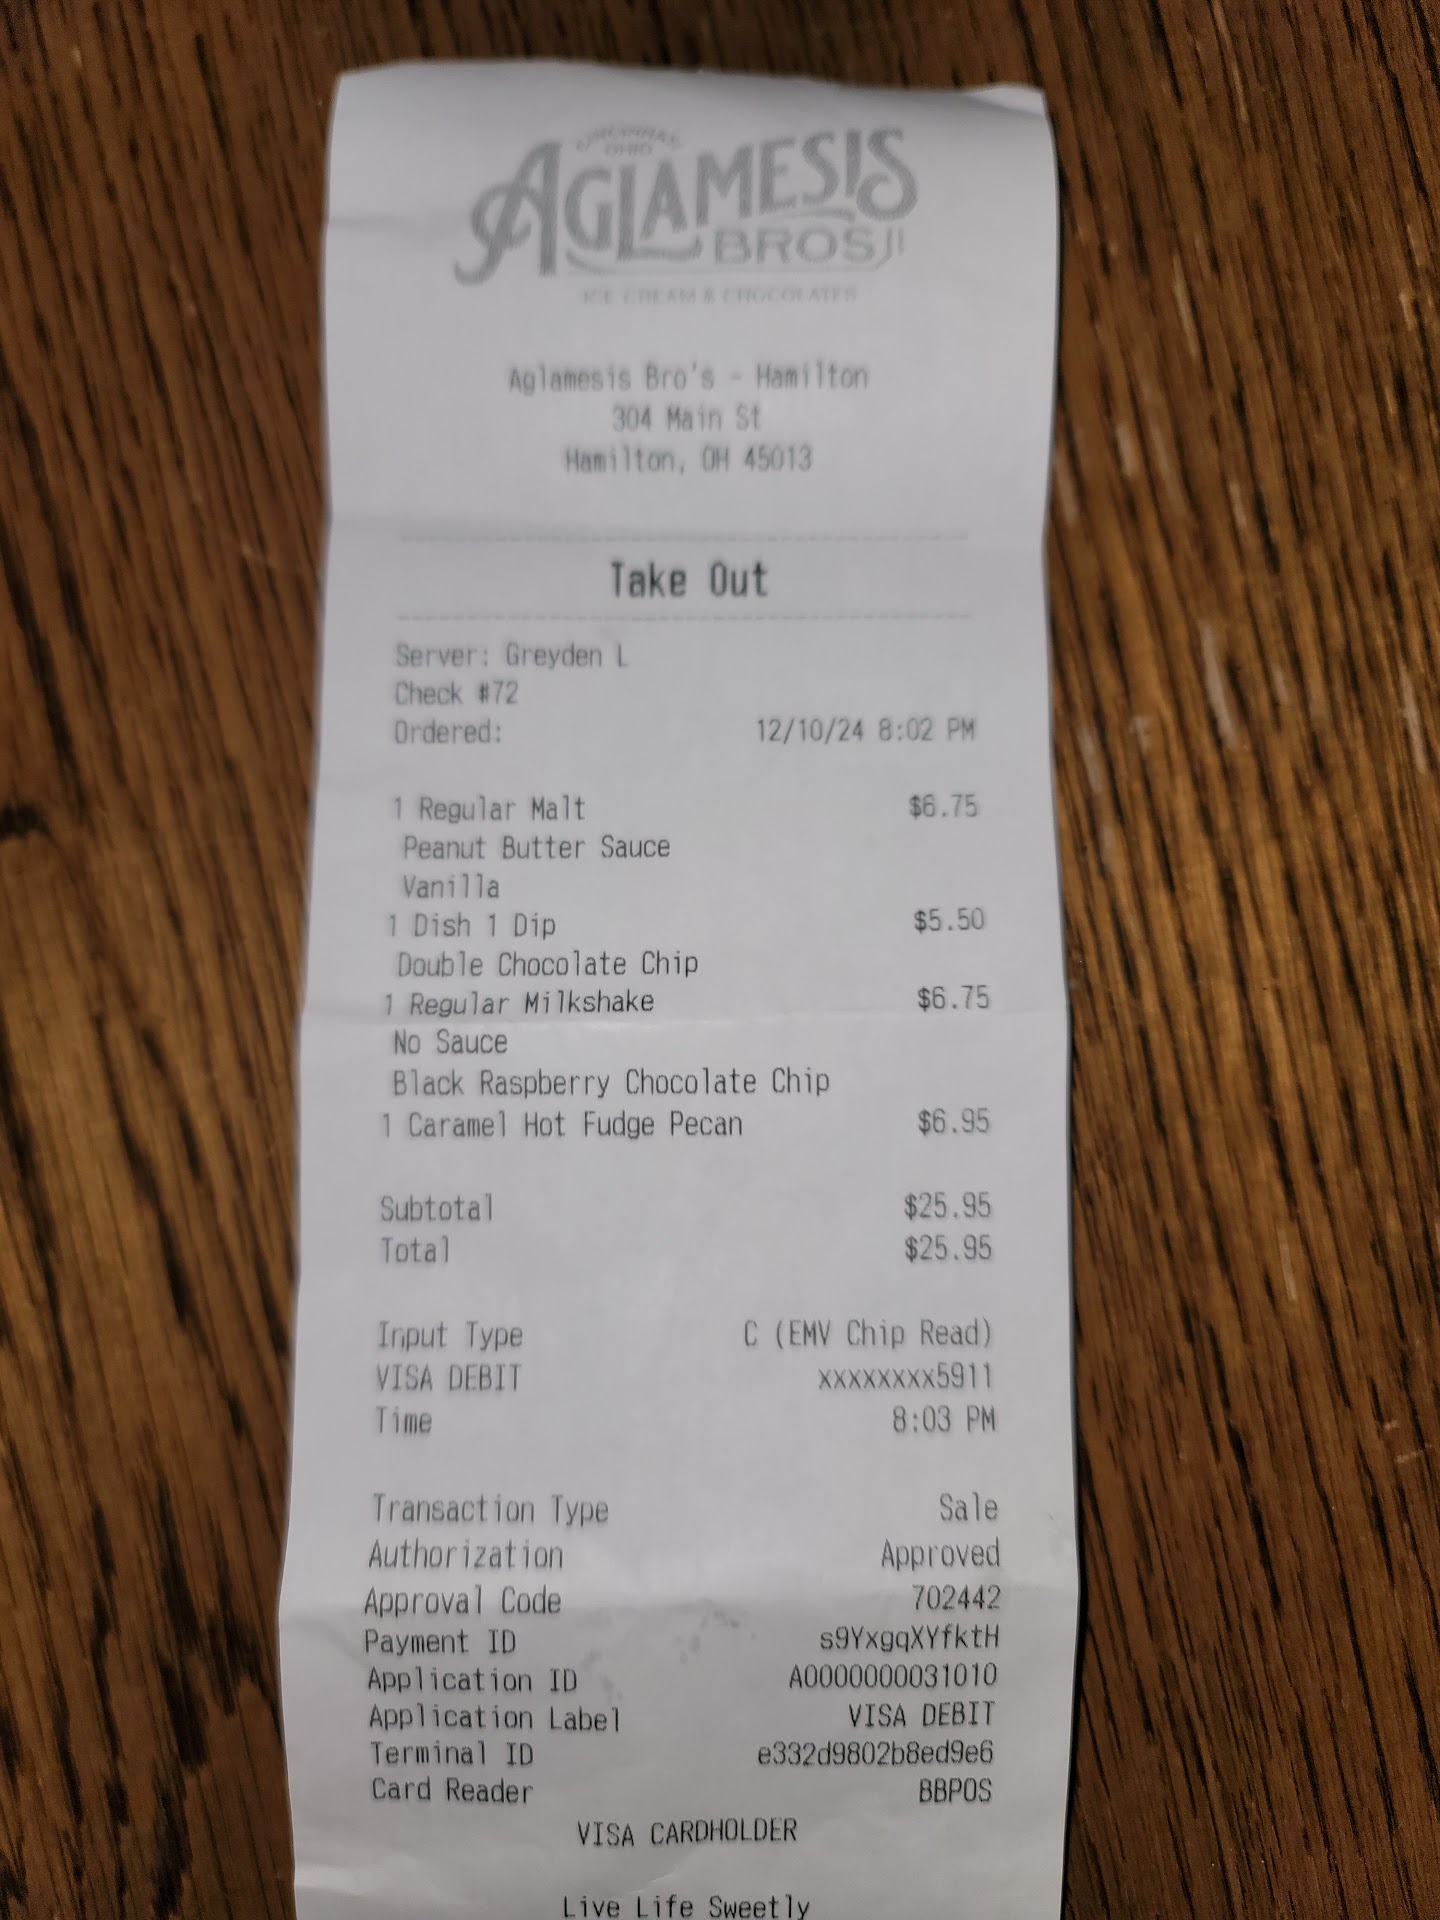 CINCINNATI
OHIO
AGLAMESIS
BROS
ICE CREAM & CHOCOLATES
Aglamesis Bro's - Hamilton
304 Main St
Hamilton, OH 45013
Take Out
Server: Greyden L
Check #72
Ordered: 12/10/24 8:02 PM
1 Regular Malt $6.75
Peanut Butter Sauce
Vanilla
1 Dish 1 Dip $5.50
Double Chocolate Chip
1 Regular Milkshake $6.75
No Sauce
Black Raspberry Chocolate Chip
1 Caramel Hot Fudge Pecan $6.95
Subtotal $25.95
Total $25.95
Input Type C (EMV Chip Read)
VISA DEBIT xxxxxxxx5911
Time 8:03 PM
Transaction Type Sale
Authorization Approved
Approval Code 702442
Payment ID s9YxgqXYfktH
Application ID A0000000031010
Application Label VISA DEBIT
Terminal ID e332d9802b8ed9e6
Card Reader BBPOS
VISA CARDHOLDER
Live Life Sweetly